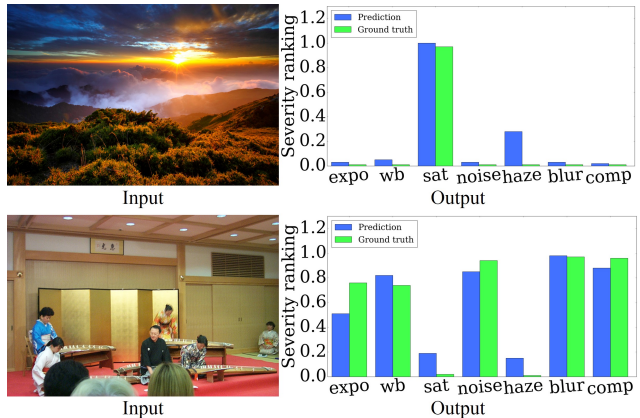 Severity ranking
1.2
1.0
0.8
0.6
0.4
0.2
0.0
Prediction
Ground truth
expo wb sat noise haze blur comp
Input
Output
Severity ranking
1.2
1.0
0.8
0.6
0.4
0.2
0.0
Prediction
Ground truth
expo wb sat noise haze blur comp
Input
Output